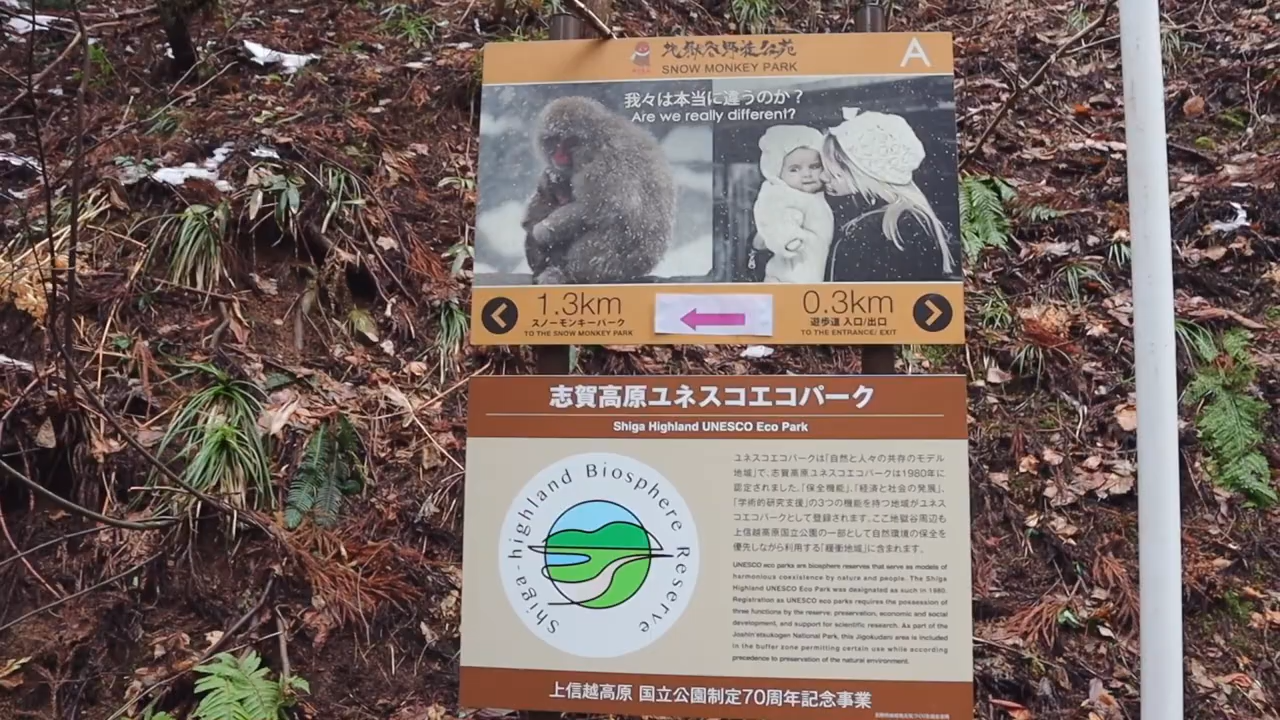 地獄谷野猿公苑
SNOW MONKEY PARK
A
我々は本当に違うのか？
Are we really different?
1.3km
スノーモンキーパーク
TO THE SNOW MONKEY PARK
0.3km
遊歩道 入口/出口
TO THE ENTRANCE/ EXIT
志賀高原ユネスコエコパーク
Shiga Highland UNESCO Eco Park
Shiga-highland Biosphere Reserve
ユネスコエコパークは「自然と人々の共存のモデル
地域」で、志賀高原ユネスコエコパークは1980年に
認定されました。「保全機能」、「経済と社会の発展」、
「学術的研究支援」の3つの機能を持つ地域がユネス
コエコパークとして登録されます。ここ地獄谷周辺も
上信越高原国立公園の一部として自然環境の保全を
優先しながら利用する「緩衝地域」に含まれます。
UNESCO eco parks are biosphere reserves that serve as models of
harmonious coexistence by nature and people. The Shiga
Highland UNESCO Eco Park was designated as such in 1980.
Registration as UNESCO eco parks requires the possession of
three functions by the reserve: preservation, economic and social
development, and support for scientific research. As part of the
Joshin'etsukogen National Park, this Jigokudani area is included
in the buffer zone permitting certain use while according
precedence to preservation of the natural environment.
上信越高原 国立公園制定70周年記念事業